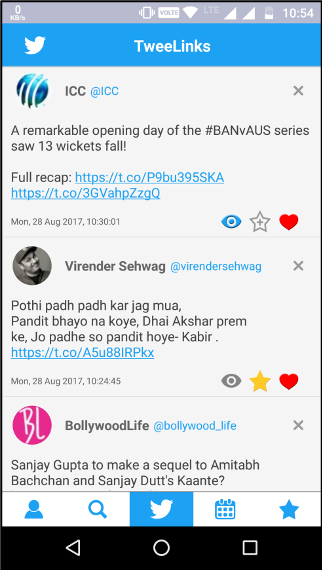 0
KB/s
VOLTE
LTE
10:54
TweeLinks
ICC @ICC
A remarkable opening day of the #BANvAUS series
saw 13 wickets fall!
Full recap: https://t.co/P9bu395SKA
https://t.co/3GVahpZzgQ
Mon, 28 Aug 2017, 10:30:01
Virender Sehwag @virendersehwag
Pothi padh padh kar jag mua,
Pandit bhayo na koye, Dhai Akshar prem
ke, Jo padhe so pandit hoye- Kabir .
https://t.co/A5u88IRPkx
Mon, 28 Aug 2017, 10:24:45
BL
BollywoodLife @bollywood_life
Sanjay Gupta to make a sequel to Amitabh
Bachchan and Sanjay Dutt's Kaante?